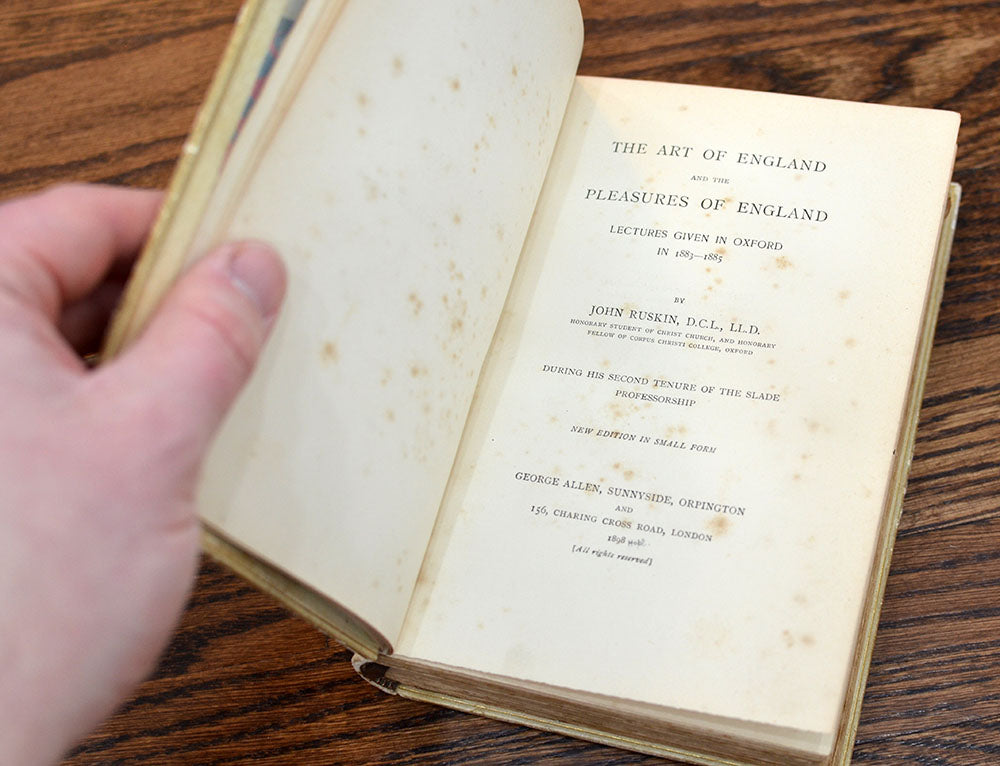 THE ART OF ENGLAND
AND THE
PLEASURES OF ENGLAND
LECTURES GIVEN IN OXFORD
IN 1883—1885
BY
JOHN RUSKIN, D.C.L., LL.D.
HONORARY STUDENT OF CHRIST CHURCH, AND HONORARY
FELLOW OF CORPUS CHRISTI COLLEGE, OXFORD
DURING HIS SECOND TENURE OF THE SLADE
PROFESSORSHIP
NEW EDITION IN SMALL FORM
GEORGE ALLEN, SUNNYSIDE, ORPINGTON
AND
156, CHARING CROSS ROAD, LONDON
1898
[All rights reserved]